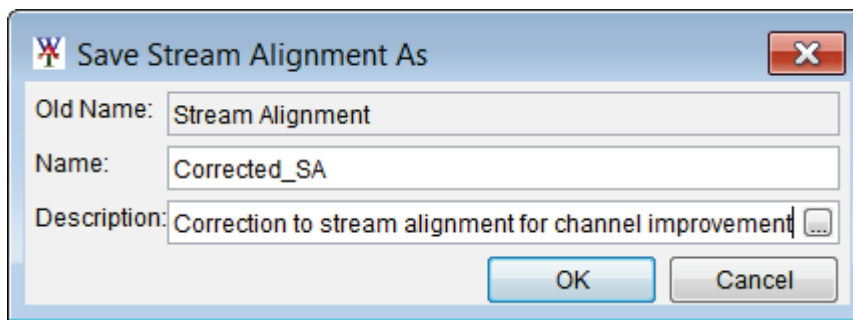 Save Stream Alignment As
Old Name: Stream Alignment
Name: Corrected_SA
Description: Correction to stream alignment for channel improvement ...
OK Cancel